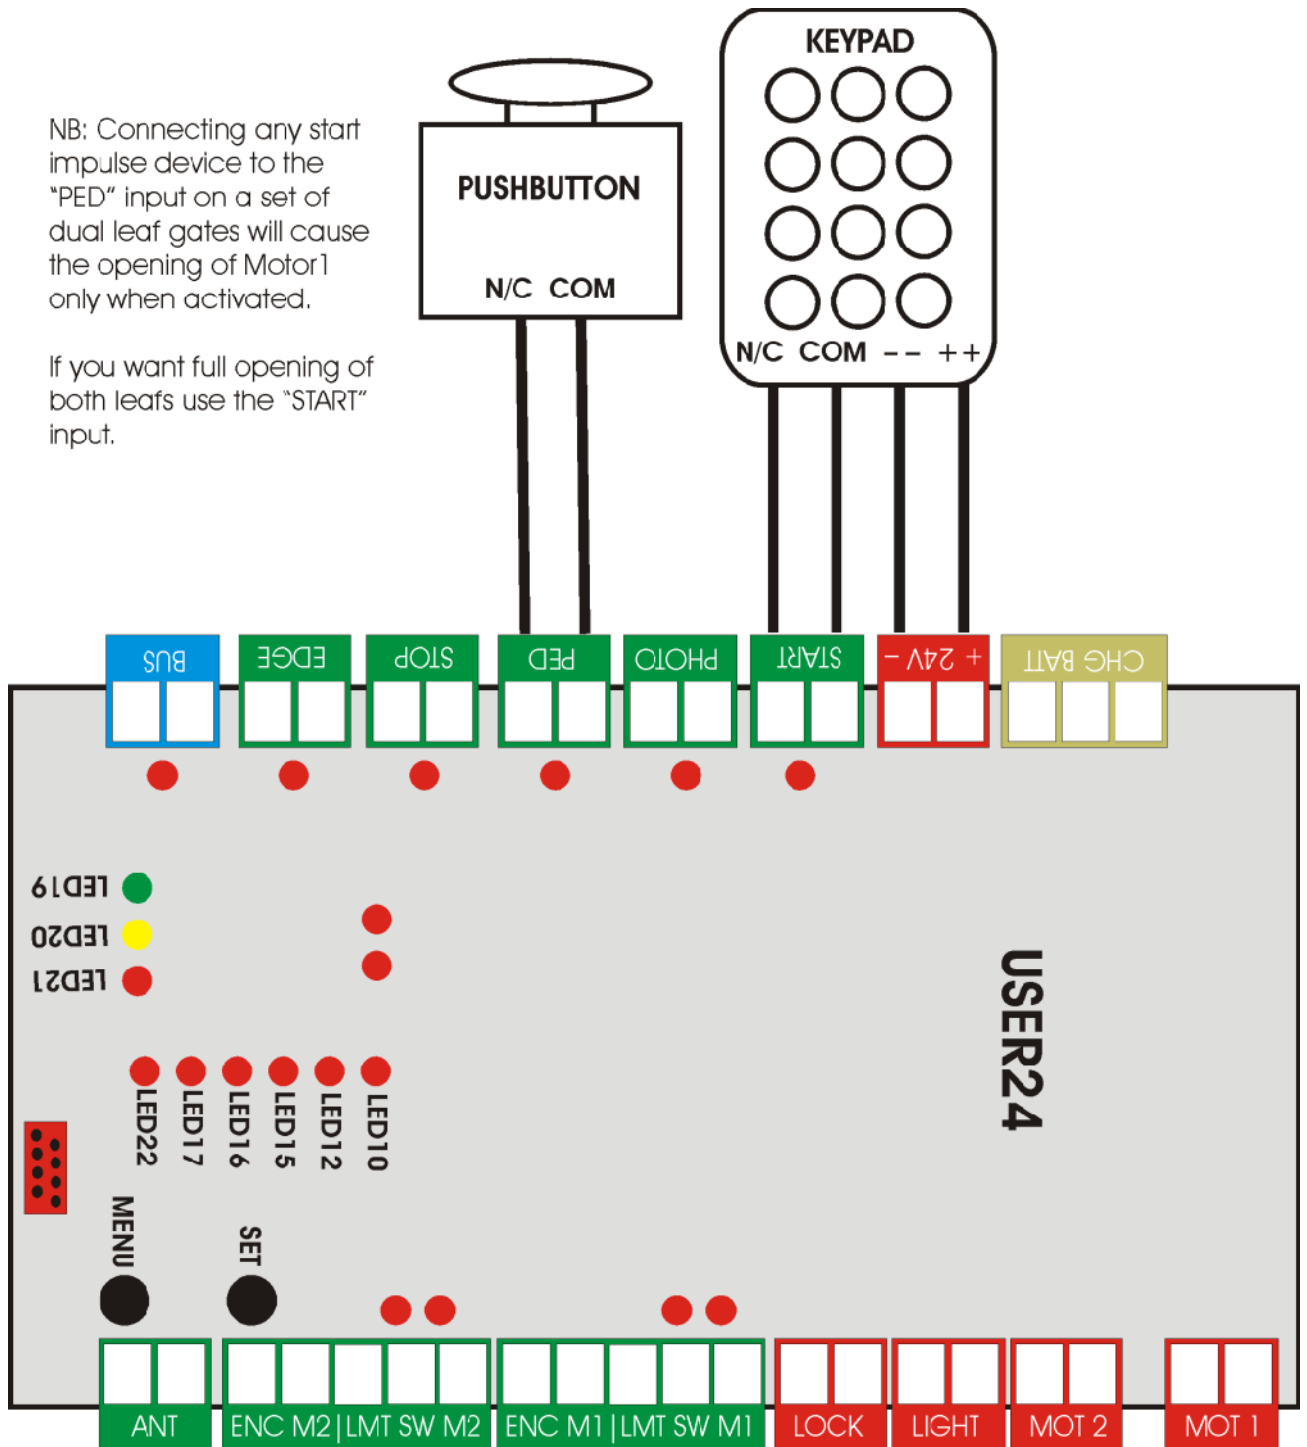 KEYPAD
NB: Connecting any start
impulse device to the
"PED" input on a set of
dual leaf gates will cause
the opening of Motor1
only when activated.
If you want full opening of
both leafs use the "START"
input.
PUSHBUTTON
N/C COM
N/C COM -- ++
BUS
EDGE
STOP
PED
PHOTO
START
+ 24V -
CHG BATT
LED19
LED20
LED21
USER24
LED22
LED17
LED16
LED15
LED12
LED10
MENU
SET
ANT
ENC M2|LMT SW M2
ENC M1|LMT SW M1
LOCK
LIGHT
MOT 2
MOT 1